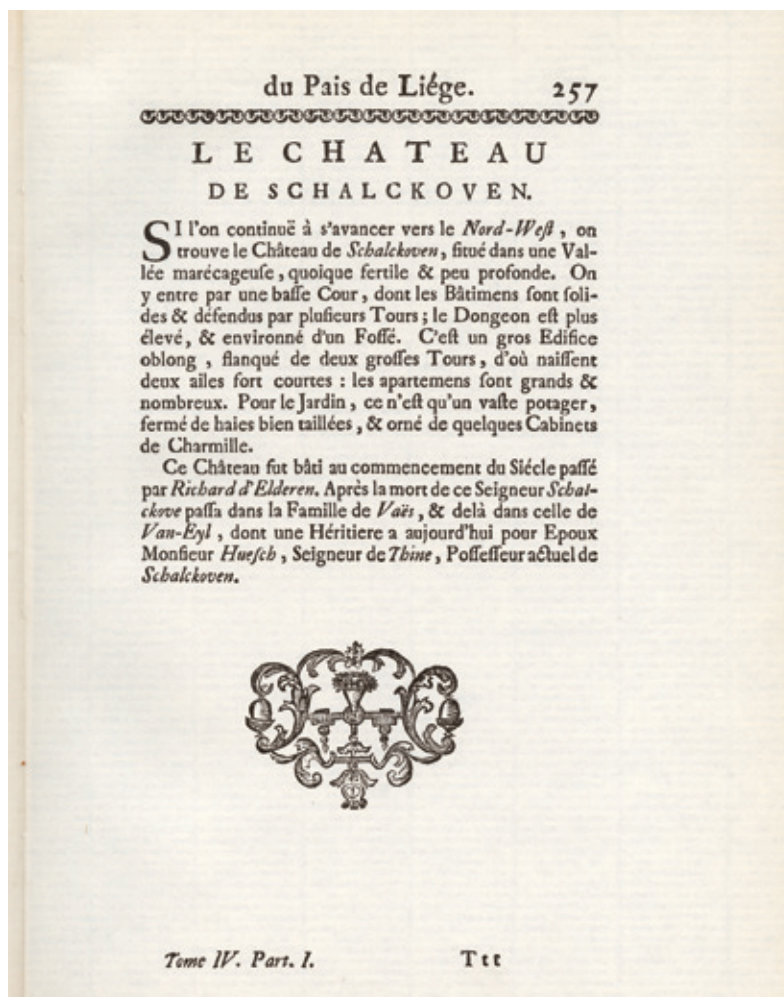 du Pais de Liége. 257
LE CHATEAU
DE SCHALCKOVEN.
SI l'on continuë à s'avancer vers le Nord-West, on
trouve le Château de Schalckoven, situé dans une Val-
lée marécageuse, quoique fertile & peu profonde. On
y entre par une basse Cour, dont les Bâtimens sont soli-
des & défendus par plusieurs Tours; le Dongeon est plus
élevé, & environné d'un Fossé. C'est un gros Edifice
oblong, flanqué de deux grosses Tours, d'où naissent
deux ailes fort courtes: les apartemens sont grands &
nombreux. Pour le Jardin, ce n'est qu'un vaste potager,
fermé de haies bien taillées, & orné de quelques Cabinets
de Charmille.
Ce Château fut bâti au commencement du Siécle passé
par Richard d'Elderen. Après la mort de ce Seigneur Schal-
ckove passa dans la Famille de Vaës, & delà dans celle de
Van-Eyl, dont une Héritiere a aujourd'hui pour Epoux
Monsieur Huesch, Seigneur de Thine, Possesseur actuel de
Schalckoven.
Tome IV. Part. I. Ttt